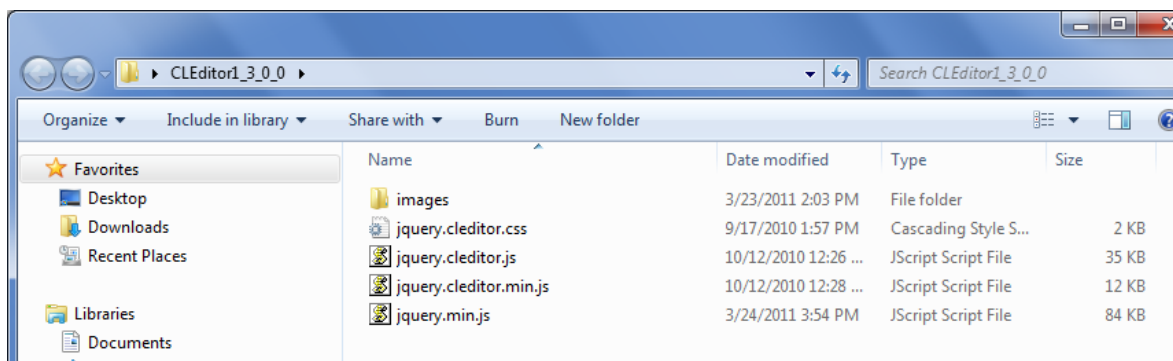 CLEditor1_3_0_0
Search CLEditor1_3_0_0
Organize Include in library Share with Burn New folder
Favorites
Desktop
Downloads
Recent Places
Libraries
Documents
Name Date modified Type Size
images 3/23/2011 2:03 PM File folder
jquery.cleditor.css 9/17/2010 1:57 PM Cascading Style S... 2 KB
jquery.cleditor.js 10/12/2010 12:26 ... JScript Script File 35 KB
jquery.cleditor.min.js 10/12/2010 12:28 ... JScript Script File 12 KB
jquery.min.js 3/24/2011 3:54 PM JScript Script File 84 KB